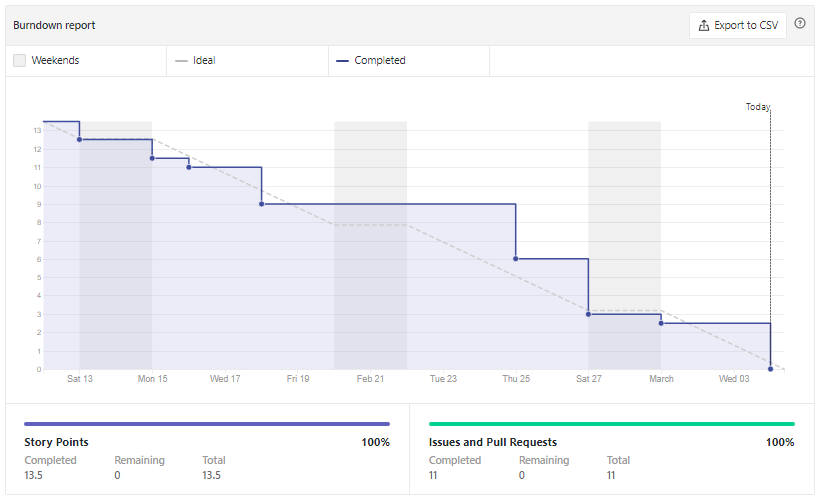 Burndown report
Export to CSV
?
Weekends
Ideal
Completed
Today
13
12
11
10
9
8
7
6
5
4
3
2
1
0
Sat 13 Mon 15 Wed 17 Fri 19 Feb 21 Tue 23 Thu 25 Sat 27 March Wed 03
Story Points 100%
Completed Remaining Total
13.5 0 13.5
Issues and Pull Requests 100%
Completed Remaining Total
11 0 11